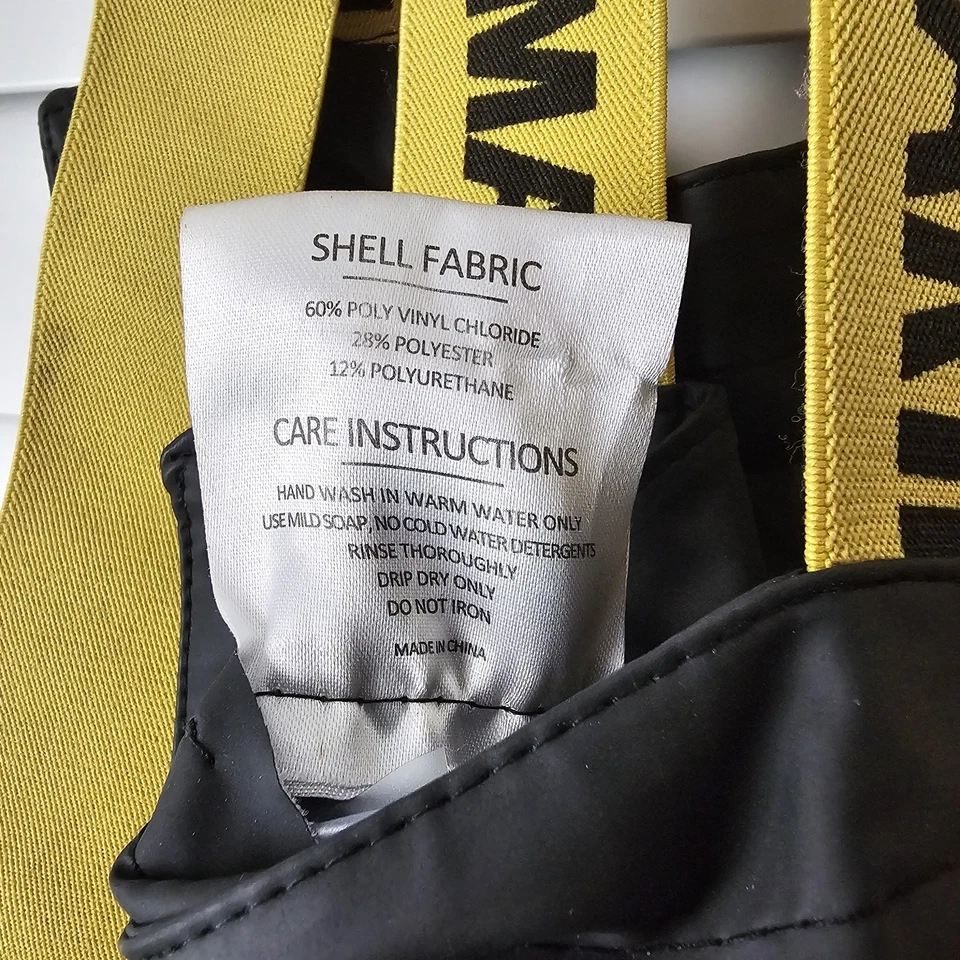 SHELL FABRIC
60% POLY VINYL CHLORIDE
28% POLYESTER
12% POLYURETHANE
CARE INSTRUCTIONS
HAND WASH IN WARM WATER ONLY
USE MILD SOAP, NO COLD WATER DETERGENTS
RINSE THOROUGHLY
DRIP DRY ONLY
DO NOT IRON
MADE IN CHINA